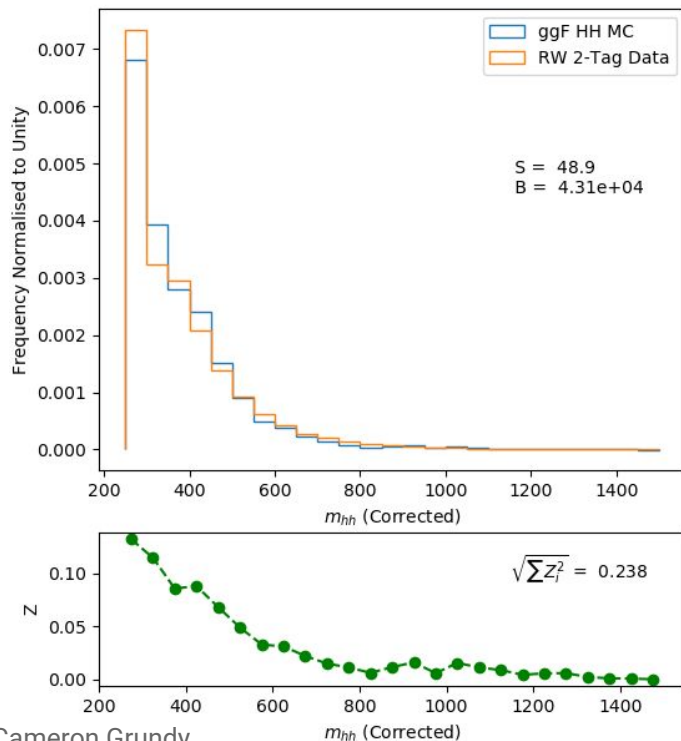 ggF HH MC
RW 2-Tag Data
S = 48.9
B = 4.31e+04
Frequency Normalised to Unity
0.007
0.006
0.005
0.004
0.003
0.002
0.001
0.000
200 400 600 800 1000 1200 1400
m_hh (Corrected)
√∑Z_i^2 = 0.238
Z
0.10
0.05
0.00
200 400 600 800 1000 1200 1400
m_hh (Corrected)
Cameron Grundy